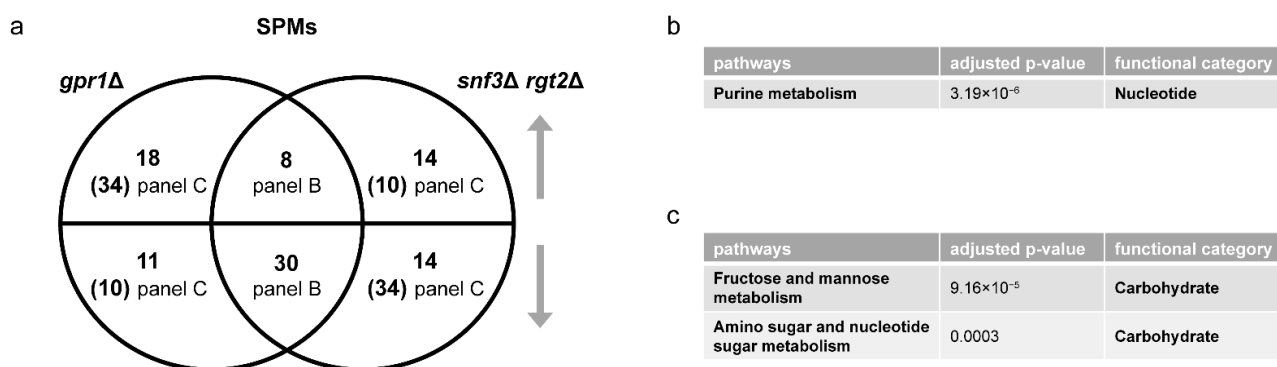 a
SPMs
gpr1Δ
snf3Δ rgt2Δ
18
(34) panel C
8
panel B
14
(10) panel C
11
(10) panel C
30
panel B
14
(34) panel C
b
pathways adjusted p-value functional category
Purine metabolism 3.19×10⁻⁶ Nucleotide
c
pathways adjusted p-value functional category
Fructose and mannose
metabolism 9.16×10⁻⁵ Carbohydrate
Amino sugar and nucleotide
sugar metabolism 0.0003 Carbohydrate